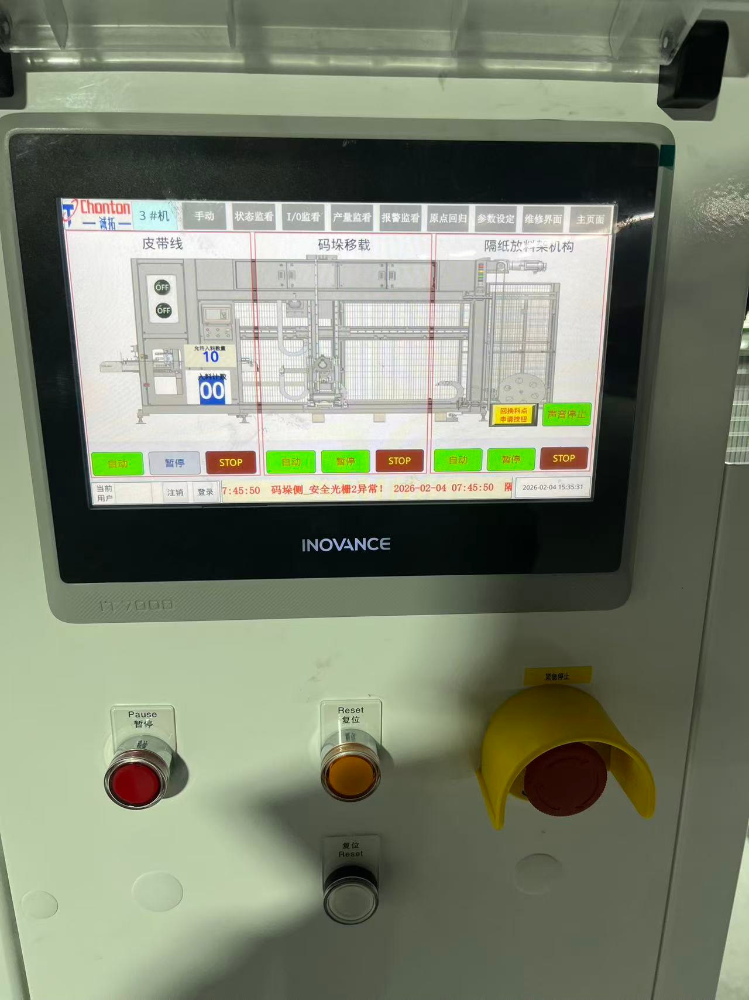 Chonton
诚拓
3 #机
手动
状态监看
I/O监看
产量监看
报警监看
原点回归
参数设定
维修界面
主页面
皮带线
码垛移载
隔纸放料架机构
OFF
OFF
允许入料数量
10
入料计数
00
回换料点
申请按钮
声音停止
自动
暂停
STOP
自动
暂停
STOP
自动
暂停
STOP
当前
用户
注销
登录
7:45:50 码垛侧_安全光栅2异常! 2026-02-04 07:45:50 隔
2026-02-04 15:35:31
INOVANCE
IT7000
紧急停止
Pause
暂停
Reset
复位
复位
Reset